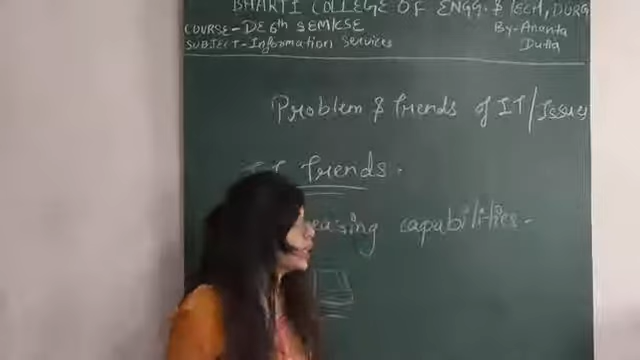 BHARTI COLLEGE OF ENGG. & TECH, DURG
COURSE - DE 6th SEM/CSE
By - Ananta
SUBJECT - Information Services
Dutta
Problem & Trends of IT/Issues
IT Trends.
capabilities.